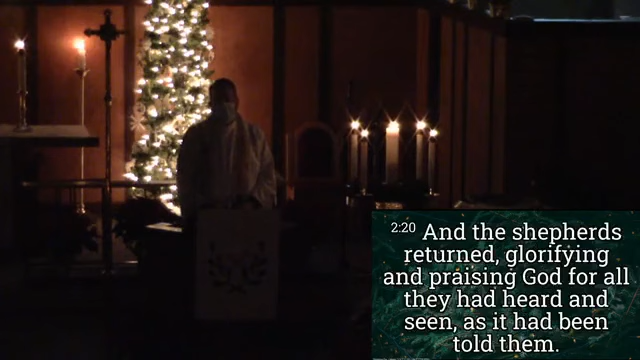 2:20 And the shepherds
returned, glorifying
and praising God for all
they had heard and
seen, as it had been
told them.